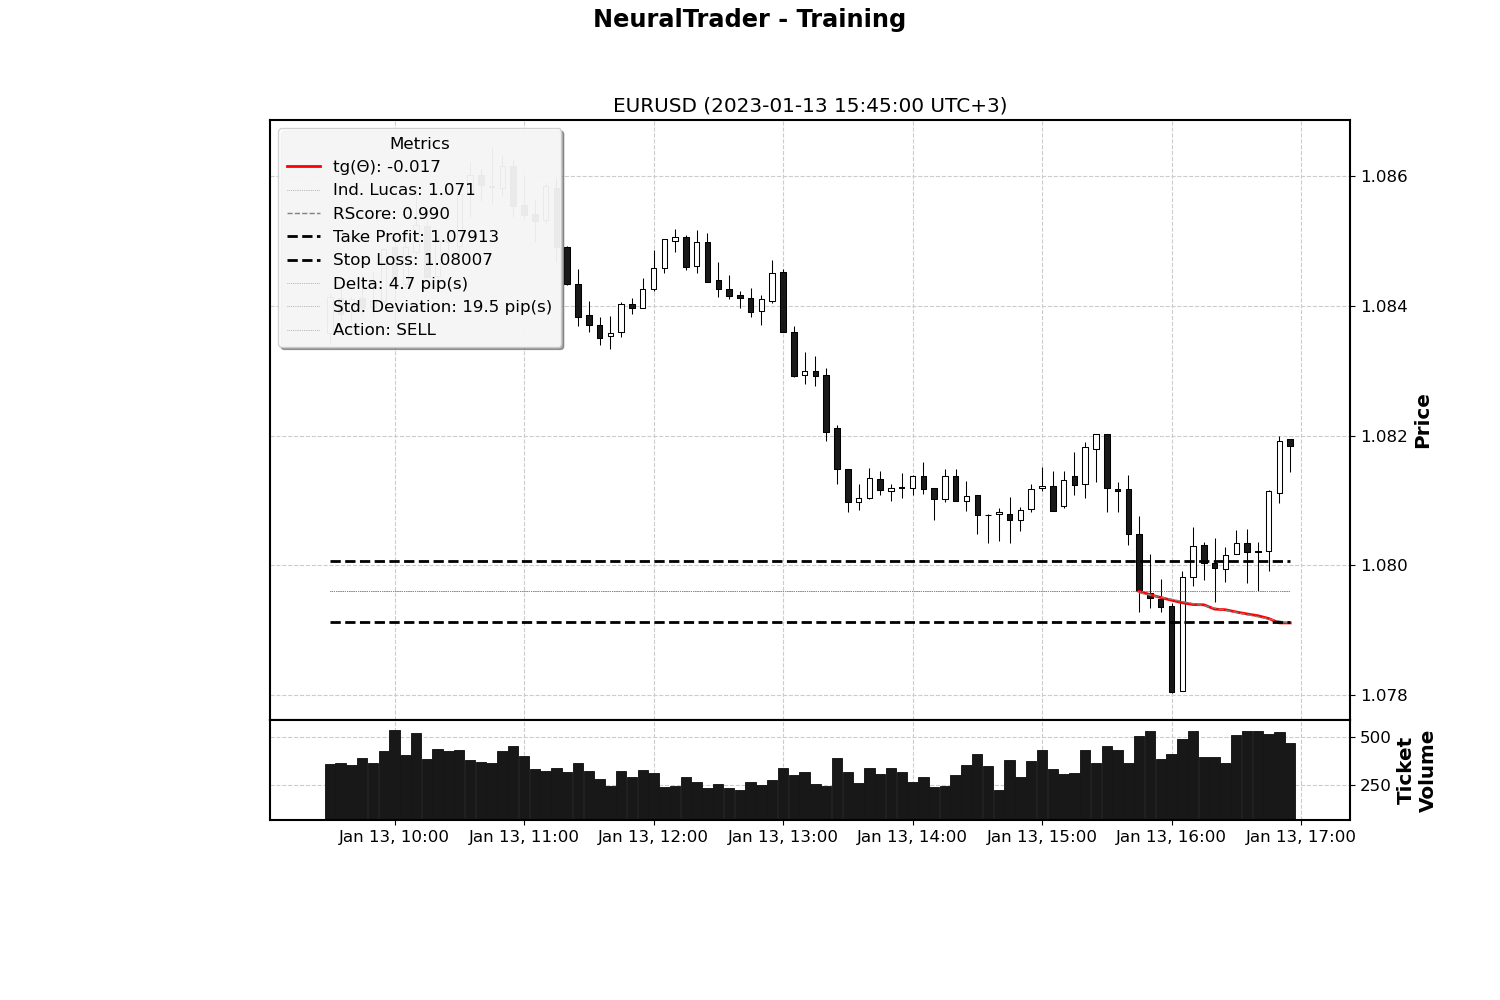 NeuralTrader - Training
EURUSD (2023-01-13 15:45:00 UTC+3)
Metrics
tg(Θ): -0.017
Ind. Lucas: 1.071
RScore: 0.990
Take Profit: 1.07913
Stop Loss: 1.08007
Delta: 4.7 pip(s)
Std. Deviation: 19.5 pip(s)
Action: SELL
1.086
1.084
1.082
1.080
1.078
Price
500
250
Ticket
Volume
Jan 13, 10:00
Jan 13, 11:00
Jan 13, 12:00
Jan 13, 13:00
Jan 13, 14:00
Jan 13, 15:00
Jan 13, 16:00
Jan 13, 17:00